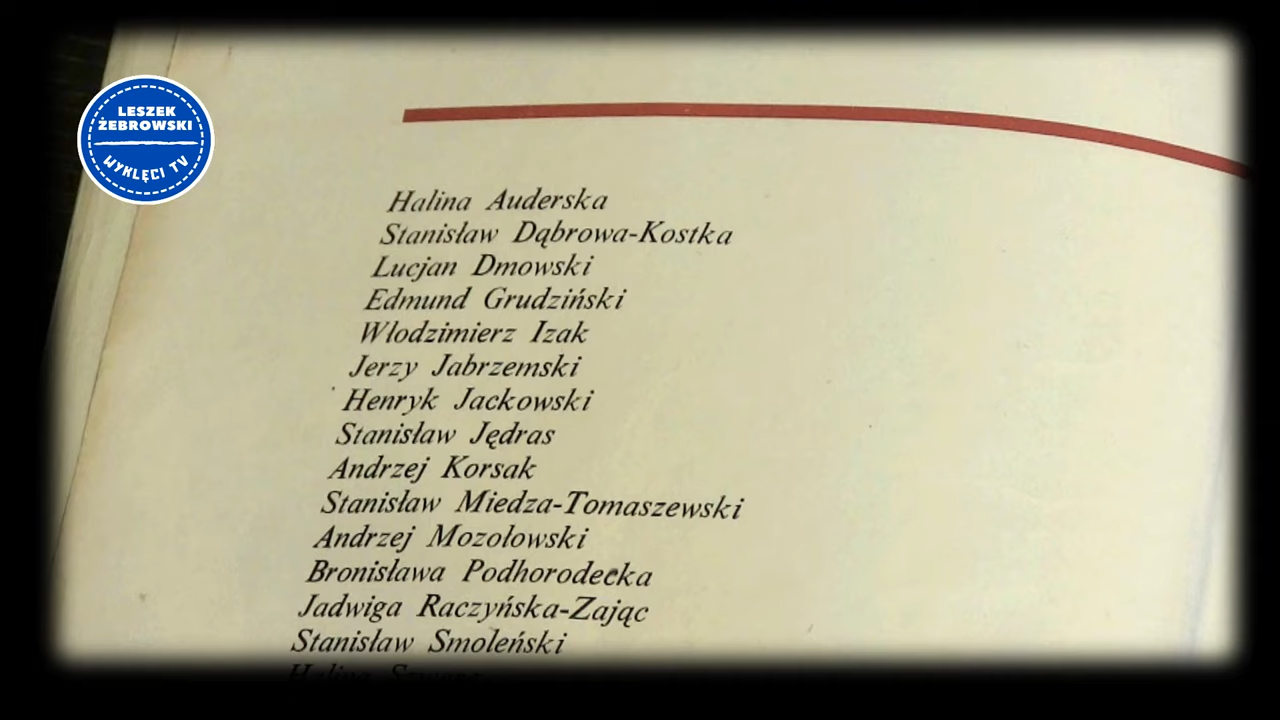 LESZEK
ŻEBROWSKI
WYKLĘCI TV
Halina Auderska
Stanisław Dąbrowa-Kostka
Lucjan Dmowski
Edmund Grudziński
Włodzimierz Izak
Jerzy Jabrzemski
Henryk Jackowski
Stanisław Jędras
Andrzej Korsak
Stanisław Miedza-Tomaszewski
Andrzej Mozołowski
Bronisława Podhorodecka
Jadwiga Raczyńska-Zając
Stanisław Smoleński
Halina